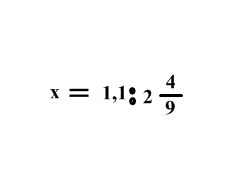 x = 1,1 : 2 4/9